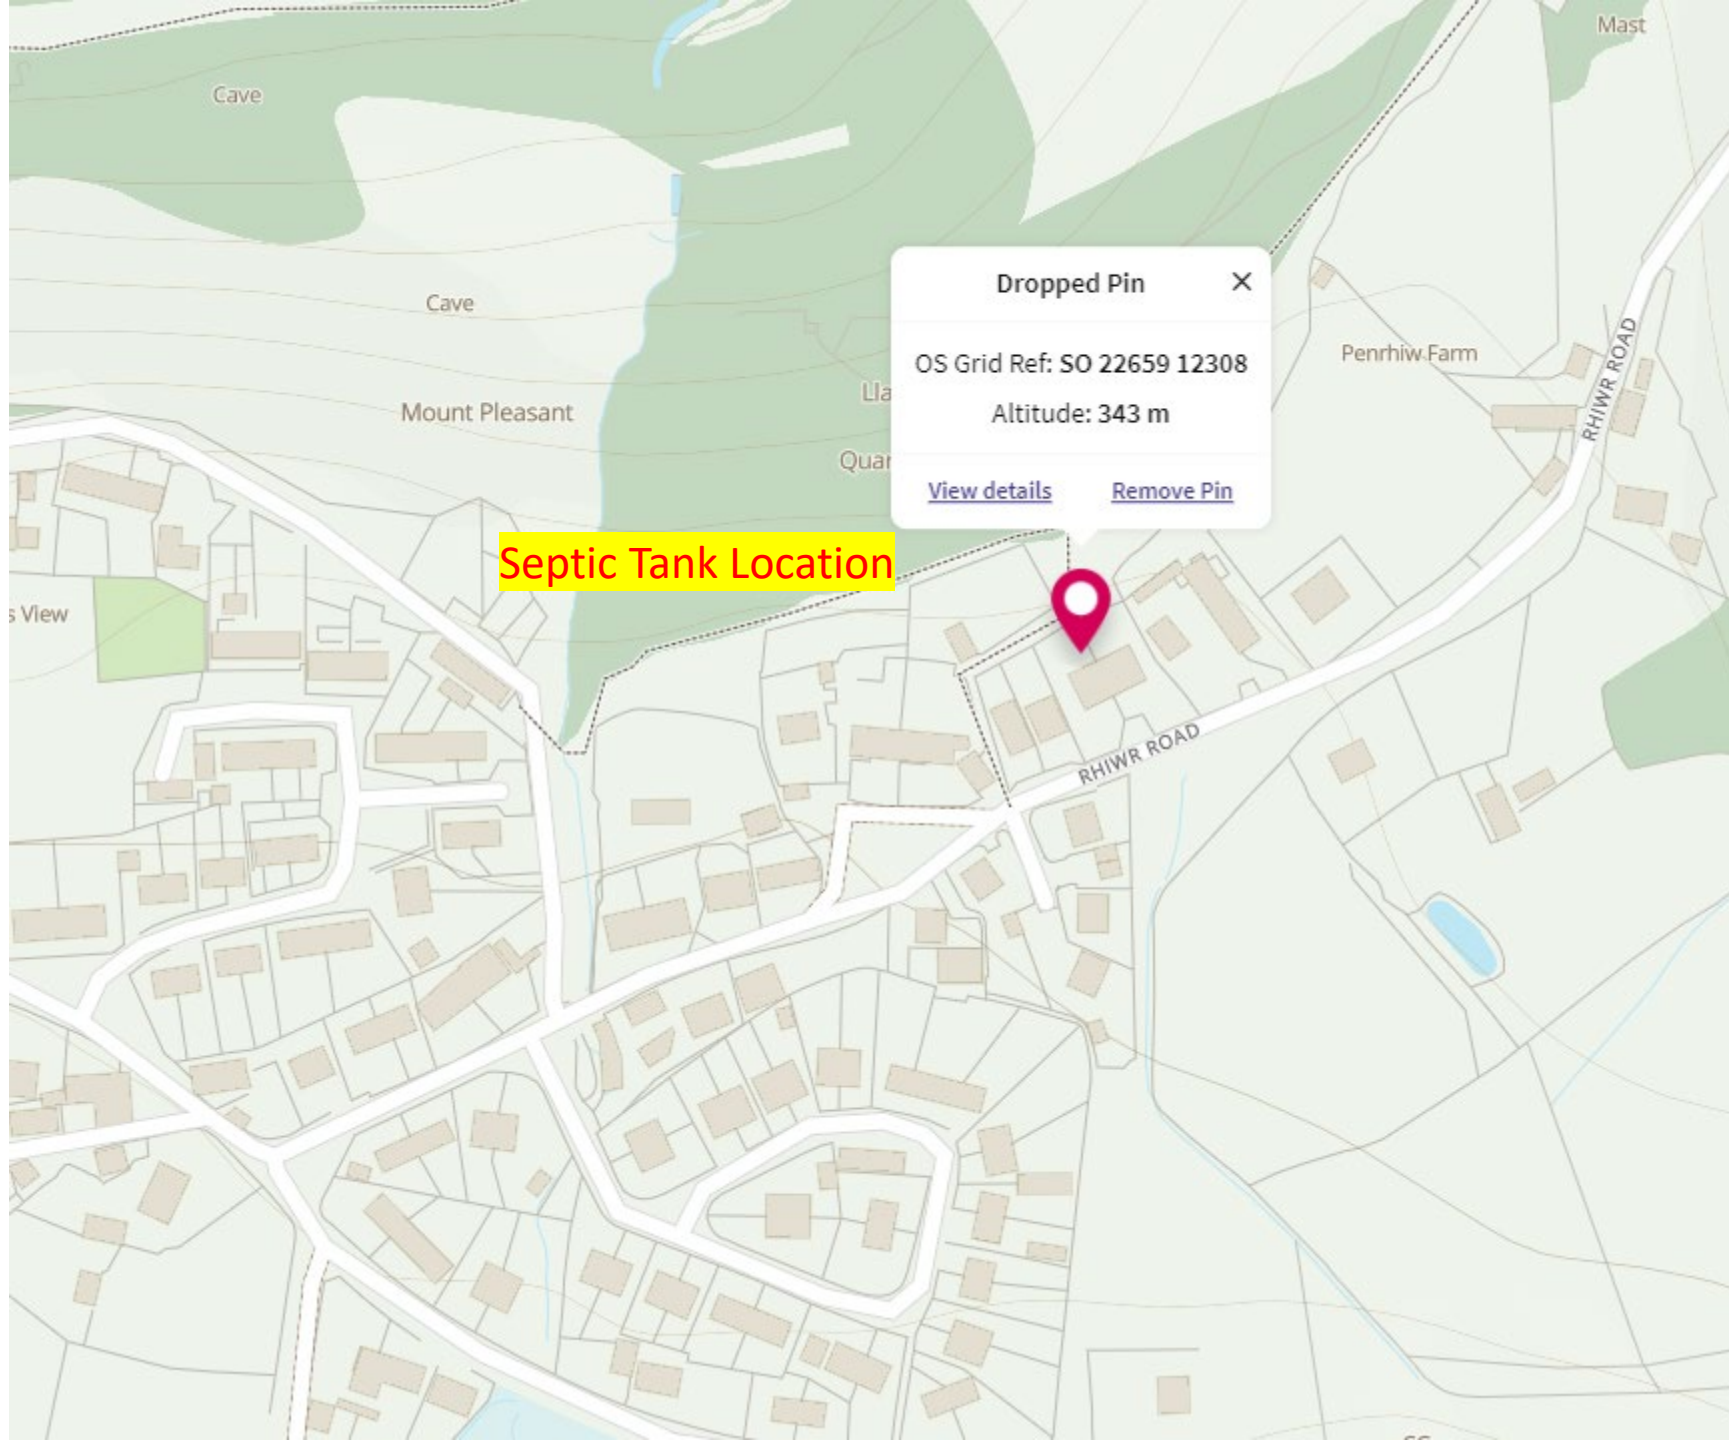 Mast
Cave
Dropped Pin
Cave
OS Grid Ref: SO 22659 12308
Penrhiw Farm
RHIWR ROAD
Altitude: 343 m
Mount Pleasant
View details
Remove Pin
Septic Tank Location
View
RHIWR ROAD